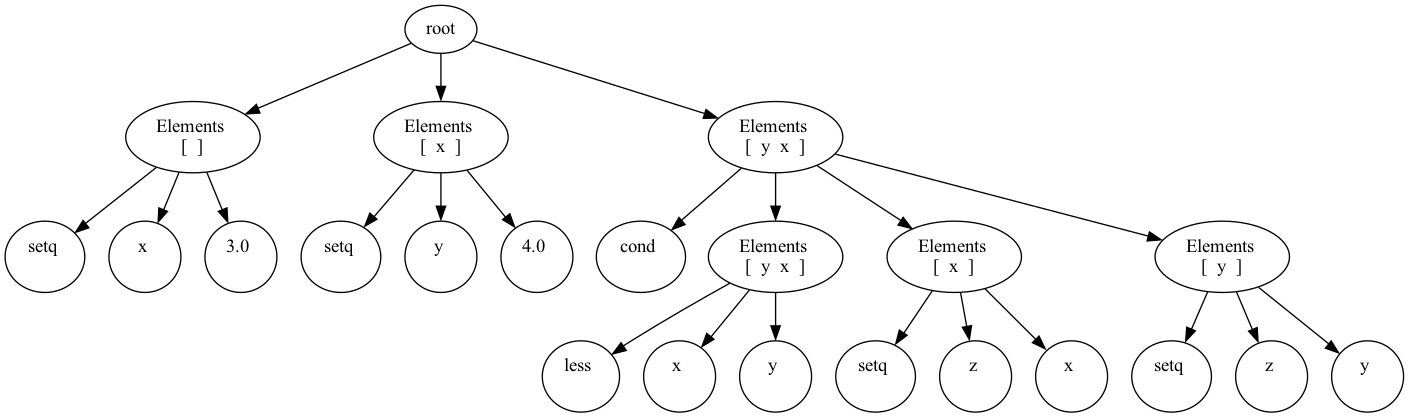 root
Elements
[ ]
Elements
[ x ]
Elements
[ y x ]
setq
x
3.0
setq
y
4.0
cond
Elements
[ y x ]
Elements
[ x ]
Elements
[ y ]
less
x
y
setq
z
x
setq
z
y